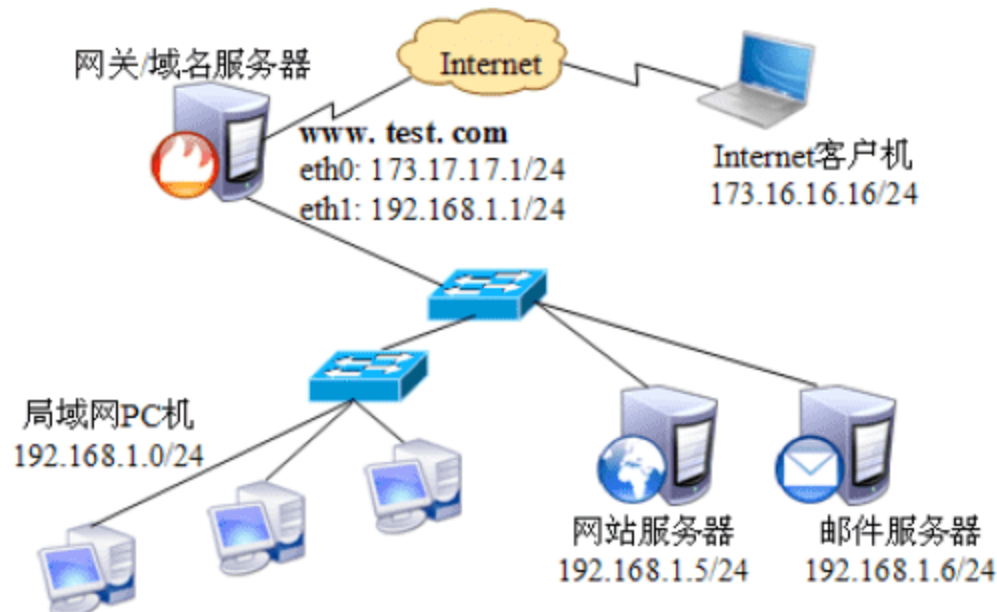 网关/域名服务器
Internet
www. test. com
eth0: 173.17.17.1/24
eth1: 192.168.1.1/24
Internet客户机
173.16.16.16/24
局域网PC机
192.168.1.0/24
网站服务器
192.168.1.5/24
邮件服务器
192.168.1.6/24